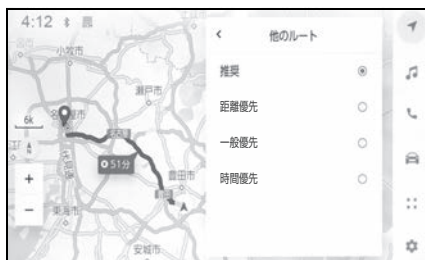 4:12
他のルート
推奨
距離優先
一般優先
時間優先
小牧市
瀬戸市
6k
51分
豊田市
東海市
安城市
+
−